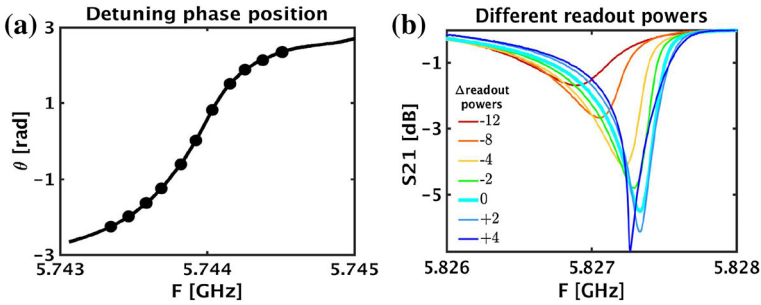 Detuning phase position
(a)
3
1
-1
-3
θ [rad]
5.743
5.744
5.745
F [GHz]
Different readout powers
(b)
-1
-3
-5
S21 [dB]
Δreadout
powers
-12
-8
-4
-2
0
+2
+4
5.826
5.827
5.828
F [GHz]